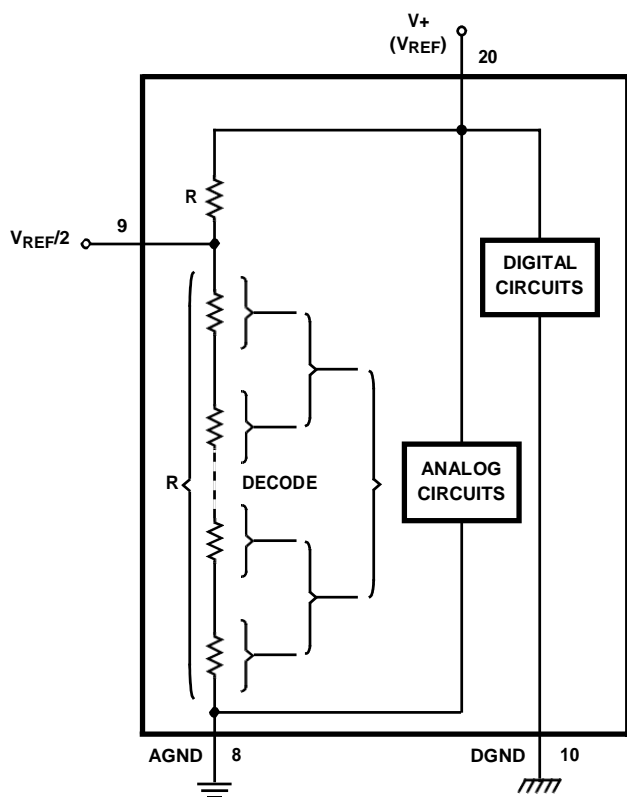 V+
(VREF)
20
R
VREF/2
9
DIGITAL
CIRCUITS
R
DECODE
ANALOG
CIRCUITS
AGND
8
DGND
10